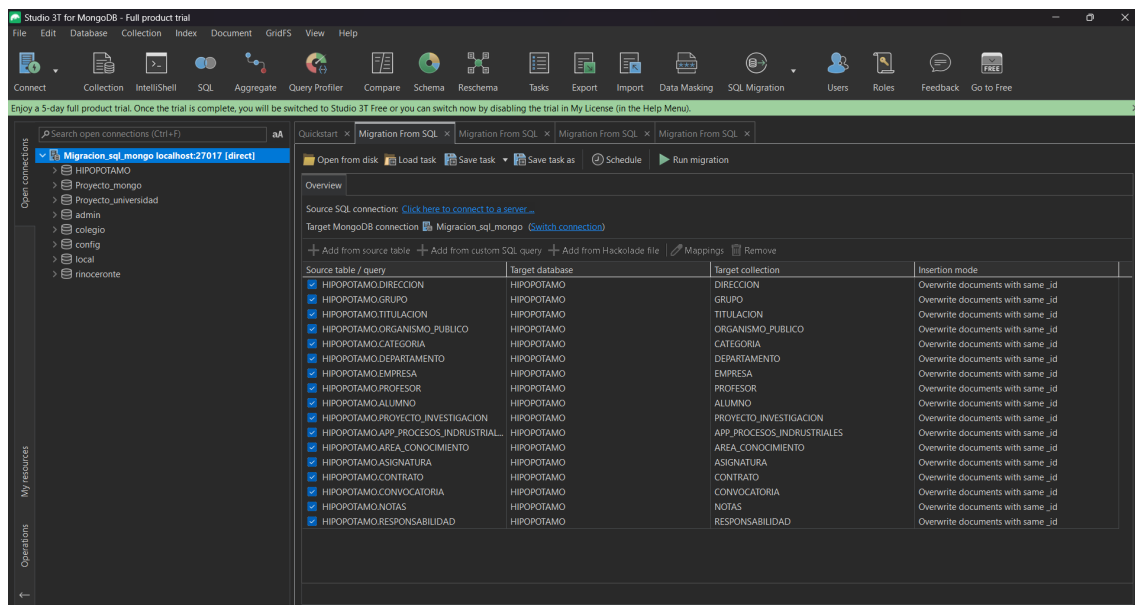 Studio 3T for MongoDB - Full product trial
File Edit Database Collection Index Document GridFS View Help
Connect Collection IntelliShell SQL Aggregate Query Profiler Compare Schema Reschema Tasks Export Import Data Masking SQL Migration Users Roles Feedback Go to Free
FREE
Enjoy a 5-day full product trial. Once the trial is complete, you will be switched to Studio 3T Free or you can switch now by disabling the trial in My License (in the Help Menu).
Open connections
My resources
Operations
Search open connections (Ctrl+F) aA
Migracion_sql_mongo localhost:27017 [direct]
HIPOPOTAMO
Proyecto_mongo
Proyecto_universidad
admin
colegio
config
local
rinoceronte
Quickstart Migration From SQL Migration From SQL Migration From SQL Migration From SQL
Open from disk Load task Save task Save task as Schedule Run migration
Overview
Source SQL connection: Click here to connect to a server ...
Target MongoDB connection Migracion_sql_mongo (Switch connection)
Add from source table Add from custom SQL query Add from Hackolade file Mappings Remove
Source table / query Target database Target collection Insertion mode
HIPOPOTAMO.DIRECCION HIPOPOTAMO DIRECCION Overwrite documents with same _id
HIPOPOTAMO.GRUPO HIPOPOTAMO GRUPO Overwrite documents with same _id
HIPOPOTAMO.TITULACION HIPOPOTAMO TITULACION Overwrite documents with same _id
HIPOPOTAMO.ORGANISMO_PUBLICO HIPOPOTAMO ORGANISMO_PUBLICO Overwrite documents with same _id
HIPOPOTAMO.CATEGORIA HIPOPOTAMO CATEGORIA Overwrite documents with same _id
HIPOPOTAMO.DEPARTAMENTO HIPOPOTAMO DEPARTAMENTO Overwrite documents with same _id
HIPOPOTAMO.EMPRESA HIPOPOTAMO EMPRESA Overwrite documents with same _id
HIPOPOTAMO.PROFESOR HIPOPOTAMO PROFESOR Overwrite documents with same _id
HIPOPOTAMO.ALUMNO HIPOPOTAMO ALUMNO Overwrite documents with same _id
HIPOPOTAMO.PROYECTO_INVESTIGACION HIPOPOTAMO PROYECTO_INVESTIGACION Overwrite documents with same _id
HIPOPOTAMO.APP_PROCESOS_INDRUSTRIAL... HIPOPOTAMO APP_PROCESOS_INDRUSTRIALES Overwrite documents with same _id
HIPOPOTAMO.AREA_CONOCIMIENTO HIPOPOTAMO AREA_CONOCIMIENTO Overwrite documents with same _id
HIPOPOTAMO.ASIGNATURA HIPOPOTAMO ASIGNATURA Overwrite documents with same _id
HIPOPOTAMO.CONTRATO HIPOPOTAMO CONTRATO Overwrite documents with same _id
HIPOPOTAMO.CONVOCATORIA HIPOPOTAMO CONVOCATORIA Overwrite documents with same _id
HIPOPOTAMO.NOTAS HIPOPOTAMO NOTAS Overwrite documents with same _id
HIPOPOTAMO.RESPONSABILIDAD HIPOPOTAMO RESPONSABILIDAD Overwrite documents with same _id